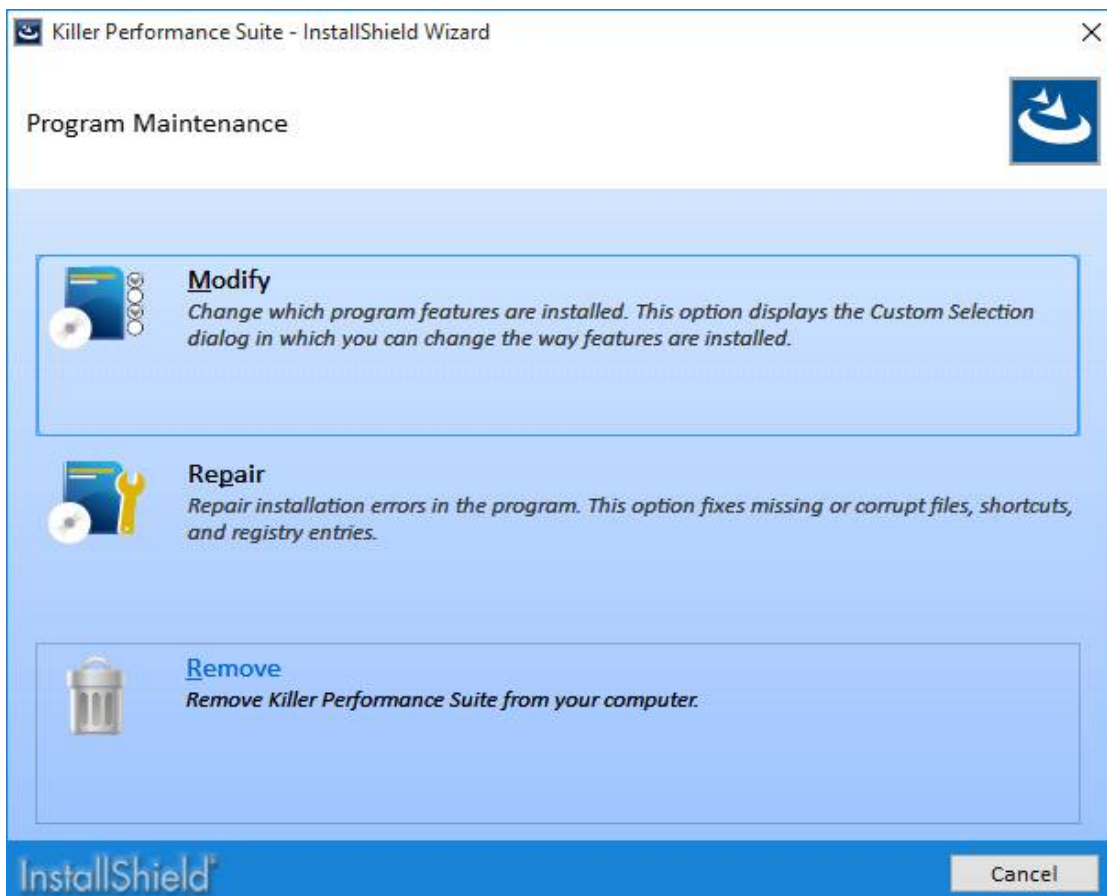 Killer Performance Suite - InstallShield Wizard
Program Maintenance
Modify
Change which program features are installed. This option displays the Custom Selection
dialog in which you can change the way features are installed.
Repair
Repair installation errors in the program. This option fixes missing or corrupt files, shortcuts,
and registry entries.
Remove
Remove Killer Performance Suite from your computer.
InstallShield®
Cancel